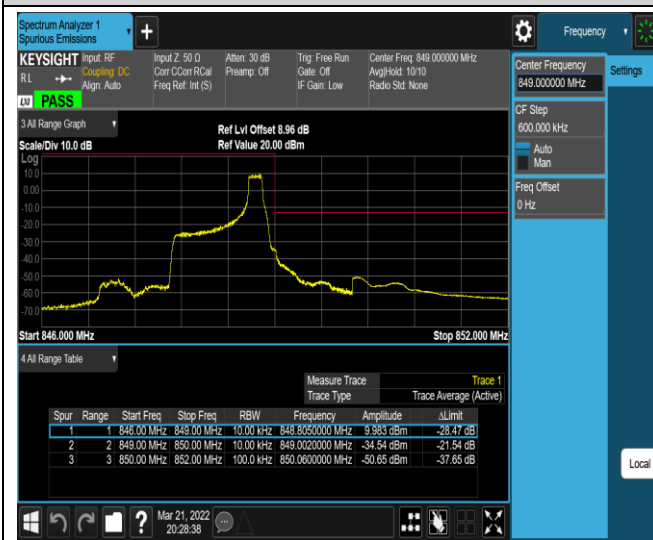 Spectrum Analyzer 1
Spurious Emissions
Frequency
KEYSIGHT
RL
LXI PASS
Input: RF
Coupling: DC
Align: Auto
Input Z: 50 Ω
Corr CCorr RCal
Freq Ref: Int (S)
Atten: 30 dB
Preamp: Off
Trig: Free Run
Gate: Off
IF Gain: Low
Center Freq: 849.000000 MHz
Avg|Hold: 10/10
Radio Std: None
Center Frequency
849.000000 MHz
Settings
CF Step
600.000 kHz
Auto
Man
Freq Offset
0 Hz
3 All Range Graph
Scale/Div 10.0 dB
Ref Lvl Offset 8.96 dB
Ref Value 20.00 dBm
Log
10.0
0.00
-10.0
-20.0
-30.0
-40.0
-50.0
-60.0
-70.0
Start 846.000 MHz
Stop 852.000 MHz
4 All Range Table
Measure Trace Trace 1
Trace Type Trace Average (Active)
Spur Range Start Freq Stop Freq RBW Frequency Amplitude ΔLimit
1 1 846.00 MHz 849.00 MHz 10.00 kHz 848.8050000 MHz 9.983 dBm -28.47 dB
2 2 849.00 MHz 850.00 MHz 10.00 kHz 849.0020000 MHz -34.54 dBm -21.54 dB
3 3 850.00 MHz 852.00 MHz 100.0 kHz 850.0600000 MHz -50.65 dBm -37.65 dB
Local
Mar 21, 2022
20:28:38